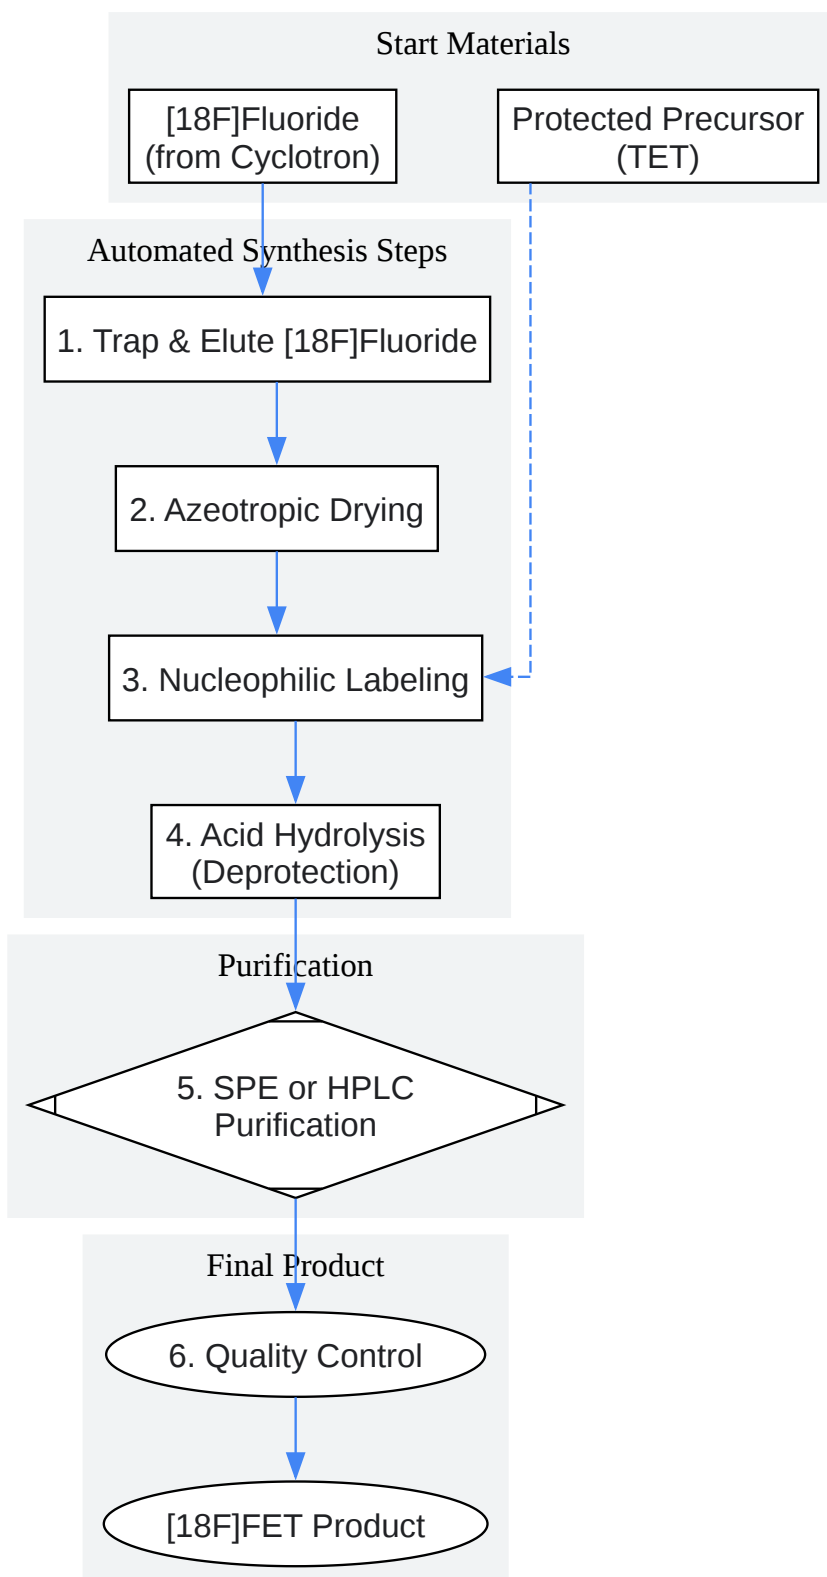 Start Materials
[18F]Fluoride
(from Cyclotron)
Protected Precursor
(TET)
Automated Synthesis Steps
1. Trap & Elute [18F]Fluoride
2. Azeotropic Drying
3. Nucleophilic Labeling
4. Acid Hydrolysis
(Deprotection)
Purification
5. SPE or HPLC
Purification
Final Product
6. Quality Control
[18F]FET Product